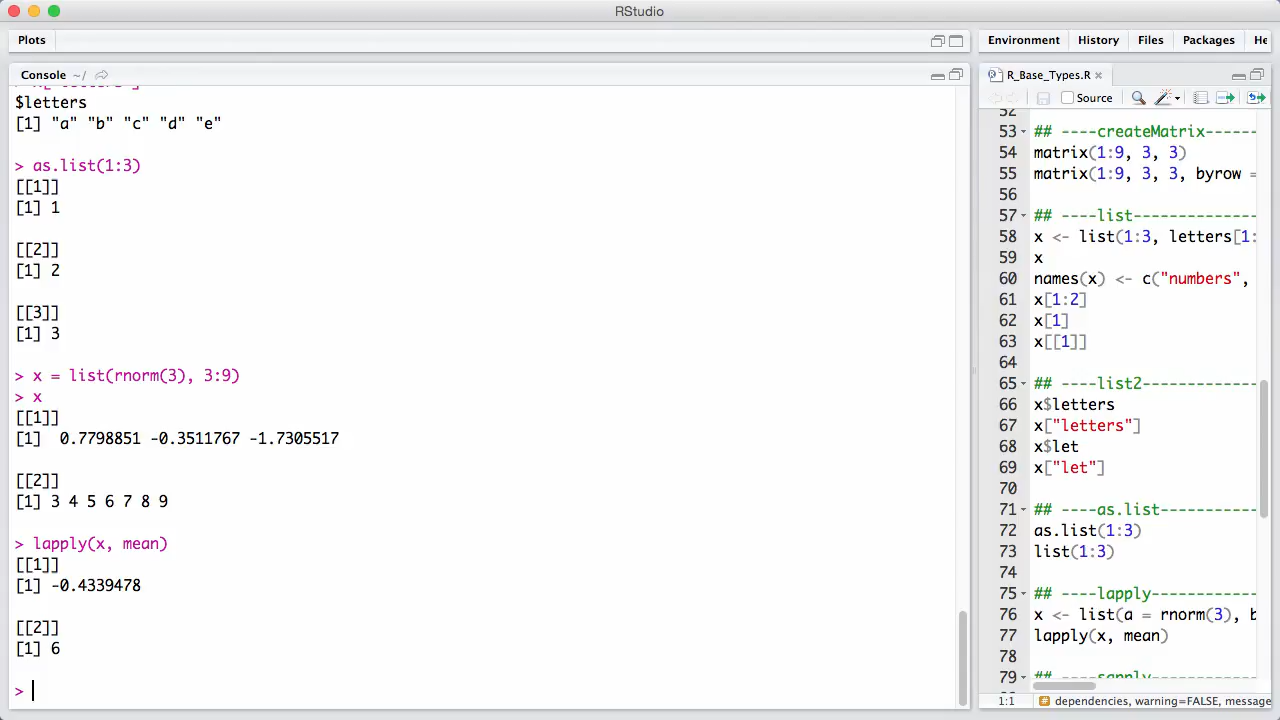 RStudio
Plots
Console ~/
$letters
[1] "a" "b" "c" "d" "e"
> as.list(1:3)
[[1]]
[1] 1
[[2]]
[1] 2
[[3]]
[1] 3
> x = list(rnorm(3), 3:9)
> x
[[1]]
[1]  0.7798851 -0.3511767 -1.7305517
[[2]]
[1] 3 4 5 6 7 8 9
> lapply(x, mean)
[[1]]
[1] -0.4339478
[[2]]
[1] 6
>
Environment History Files Packages He
R_Base_Types.R
Source
52
53 ## ----createMatrix------
54 matrix(1:9, 3, 3)
55 matrix(1:9, 3, 3, byrow =
56
57 ## ----list---------------
58 x <- list(1:3, letters[1:
59 x
60 names(x) <- c("numbers",
61 x[1:2]
62 x[1]
63 x[[1]]
64
65 ## ----list2--------------
66 x$letters
67 x["letters"]
68 x$let
69 x["let"]
70
71 ## ----as.list------------
72 as.list(1:3)
73 list(1:3)
74
75 ## ----lapply-------------
76 x <- list(a = rnorm(3), b
77 lapply(x, mean)
78
79 ## ----sapply-------------
1:1 dependencies, warning=FALSE, message